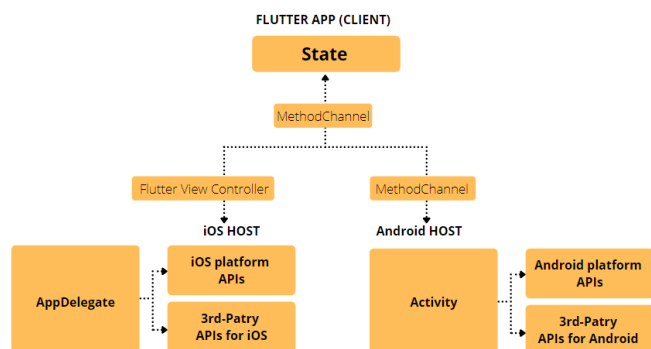 FLUTTER APP (CLIENT)
State
MethodChannel
Flutter View Controller
MethodChannel
iOS HOST
Android HOST
AppDelegate
iOS platform
APIs
3rd-Patry
APIs for iOS
Activity
Android platform
APIs
3rd-Patry
APIs for Android